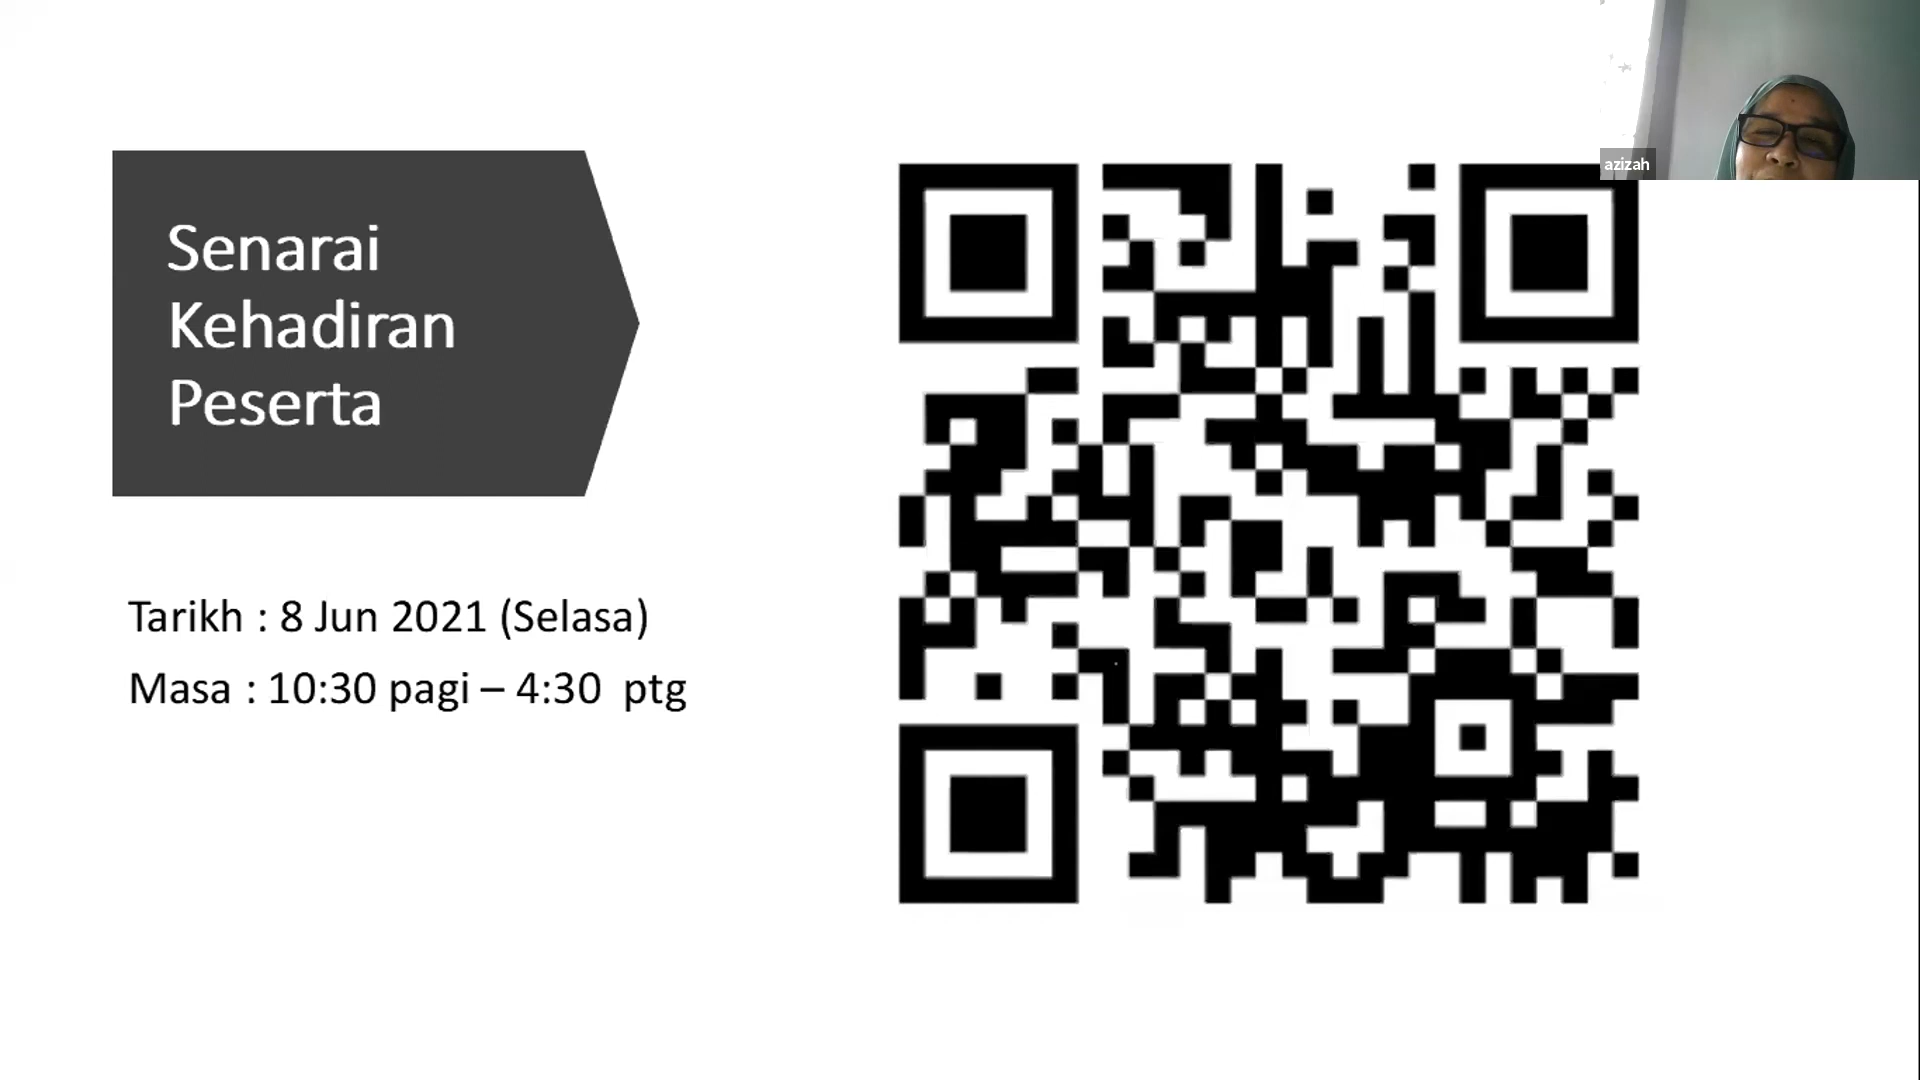 Senarai
Kehadiran
Peserta
Tarikh : 8 Jun 2021 (Selasa)
Masa : 10:30 pagi – 4:30 ptg
azizah